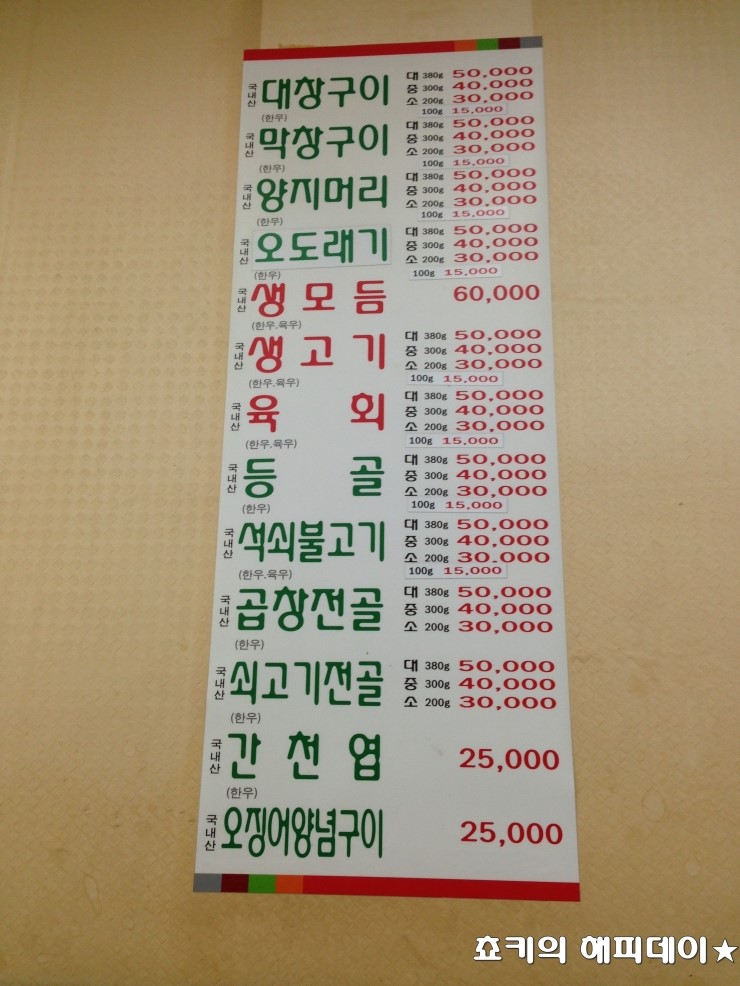 국내산 대창구이 대 380g 50,000
중 300g 40,000
소 200g 30,000
(한우) 100g 15,000
국내산 막창구이 대 380g 50,000
중 300g 40,000
소 200g 30,000
(한우) 100g 15,000
국내산 양지머리 대 380g 50,000
중 300g 40,000
소 200g 30,000
(한우) 100g 15,000
국내산 오도래기 대 380g 50,000
중 300g 40,000
소 200g 30,000
(한우) 100g 15,000
국내산 생모듬 60,000
(한우.육우)
국내산 생고기 대 380g 50,000
중 300g 40,000
소 200g 30,000
(한우.육우) 100g 15,000
국내산 육회 대 380g 50,000
중 300g 40,000
소 200g 30,000
(한우.육우) 100g 15,000
국내산 등골 대 380g 50,000
중 300g 40,000
소 200g 30,000
(한우) 100g 15,000
국내산 석쇠불고기 대 380g 50,000
중 300g 40,000
소 200g 30,000
(한우.육우) 100g 15,000
국내산 곱창전골 대 380g 50,000
중 300g 40,000
소 200g 30,000
(한우)
국내산 쇠고기전골 대 380g 50,000
중 300g 40,000
소 200g 30,000
(한우)
국내산 간천엽 25,000
(한우)
국내산 오징어양념구이 25,000
쵸키의 해피데이★